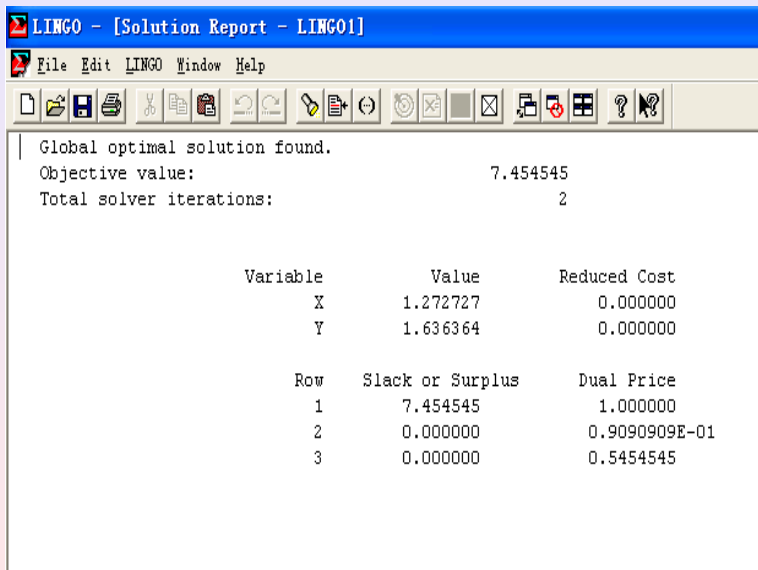 LINGO - [Solution Report - LINGO1]
File Edit LINGO Window Help
Global optimal solution found.
Objective value: 7.454545
Total solver iterations: 2
Variable Value Reduced Cost
X 1.272727 0.000000
Y 1.636364 0.000000
Row Slack or Surplus Dual Price
1 7.454545 1.000000
2 0.000000 0.9090909E-01
3 0.000000 0.5454545